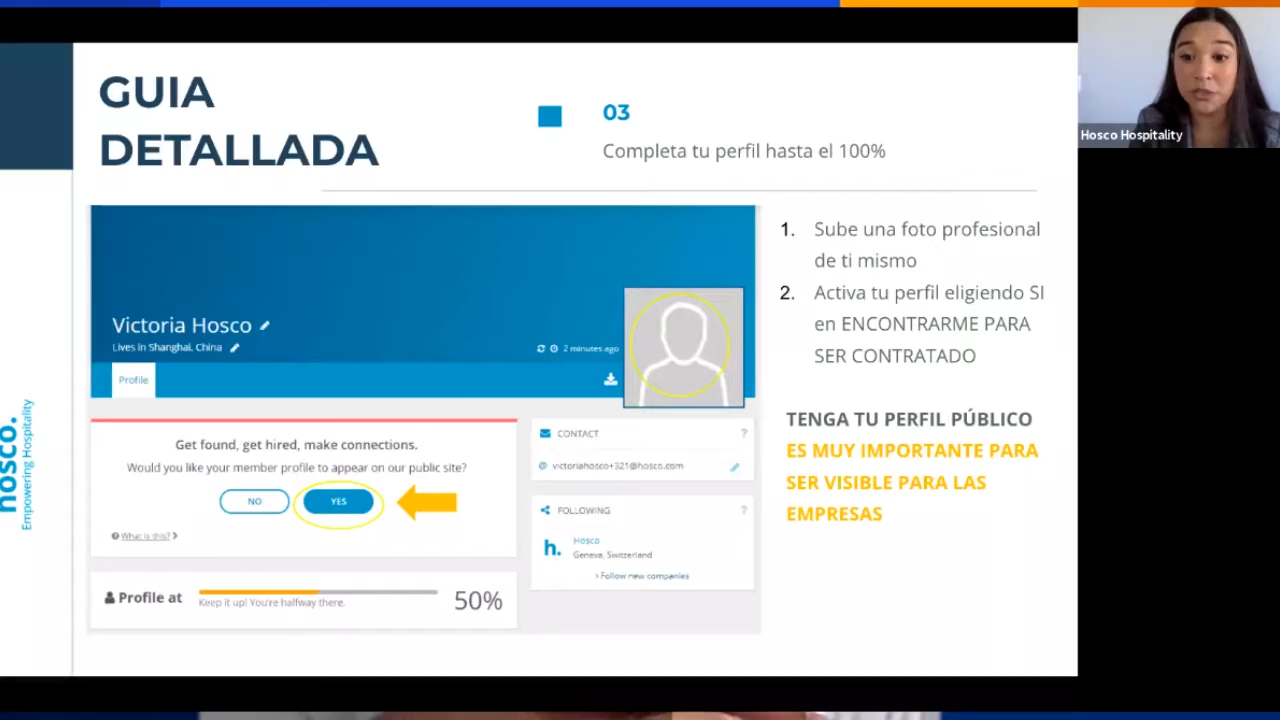 GUIA
DETALLADA
03
Completa tu perfil hasta el 100%
Hosco Hospitality
Victoria Hosco
Lives in Shanghai, China
2 minutes ago
Profile
Get found, get hired, make connections.
Would you like your member profile to appear on our public site?
NO
YES
What is this?
Profile at
Keep it up! You're halfway there.
50%
CONTACT
?
@ victoriahosco+321@hosco.com
FOLLOWING
?
h.
Hosco
Geneva, Switzerland
› Follow new companies
1. Sube una foto profesional
de ti mismo
2. Activa tu perfil eligiendo SI
en ENCONTRARME PARA
SER CONTRATADO
TENGA TU PERFIL PÚBLICO
ES MUY IMPORTANTE PARA
SER VISIBLE PARA LAS
EMPRESAS
hosco.
Empowering Hospitality